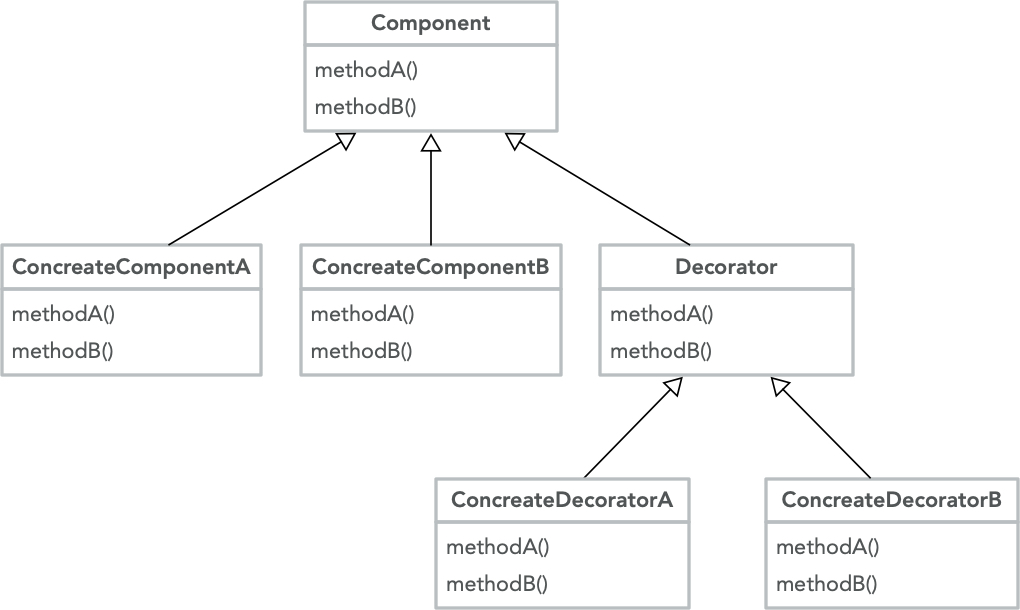 Component
methodA()
methodB()
ConcreateComponentA
methodA()
methodB()
ConcreateComponentB
methodA()
methodB()
Decorator
methodA()
methodB()
ConcreateDecoratorA
methodA()
methodB()
ConcreateDecoratorB
methodA()
methodB()